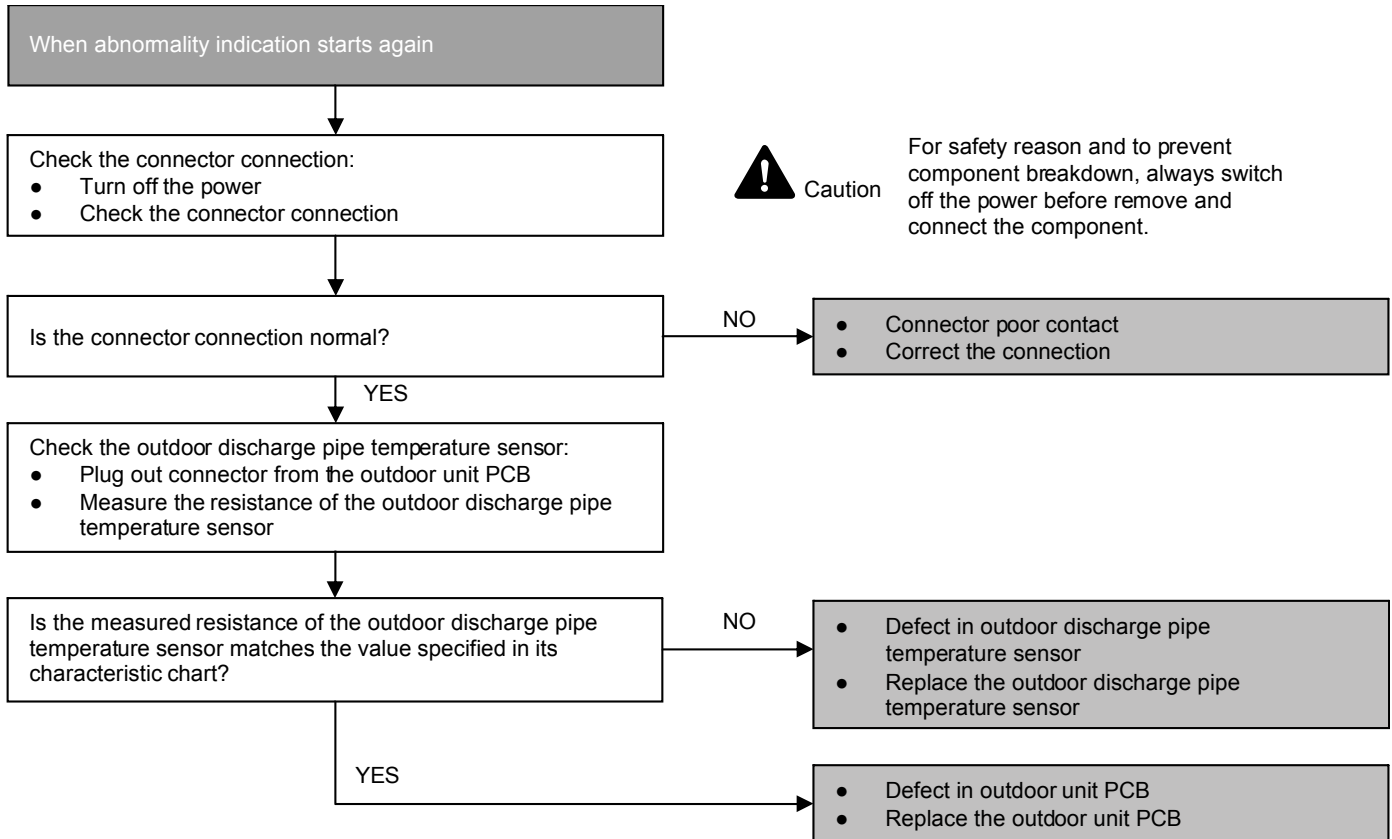 When abnormality indication starts again
Check the connector connection:
● Turn off the power
● Check the connector connection
Caution
For safety reason and to prevent
component breakdown, always switch
off the power before remove and
connect the component.
Is the connector connection normal?
NO
● Connector poor contact
● Correct the connection
YES
Check the outdoor discharge pipe temperature sensor:
● Plug out connector from the outdoor unit PCB
● Measure the resistance of the outdoor discharge pipe
temperature sensor
Is the measured resistance of the outdoor discharge pipe
temperature sensor matches the value specified in its
characteristic chart?
NO
● Defect in outdoor discharge pipe
temperature sensor
● Replace the outdoor discharge pipe
temperature sensor
YES
● Defect in outdoor unit PCB
● Replace the outdoor unit PCB